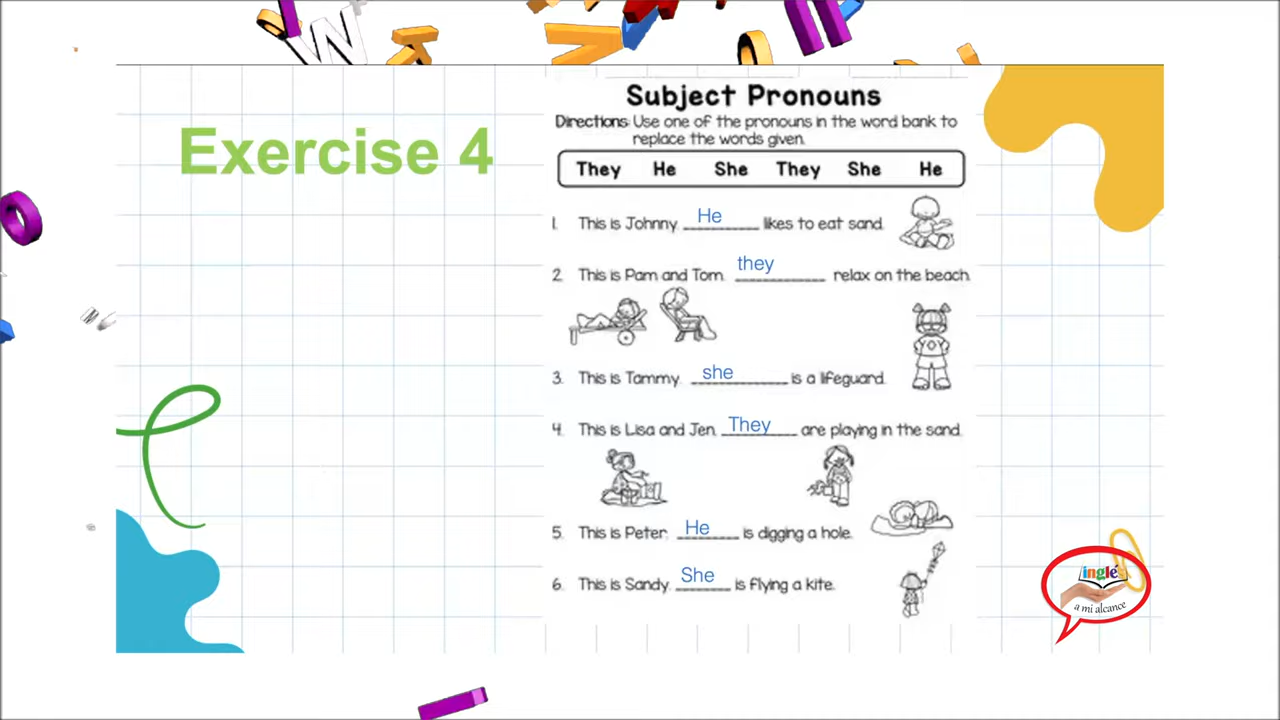 Exercise 4
Subject Pronouns
Directions: Use one of the pronouns in the word bank to
replace the words given.
They He She They She He
1. This is Johnny. He likes to eat sand.
2. This is Pam and Tom. they relax on the beach.
3. This is Tammy. she is a lifeguard.
4. This is Lisa and Jen. They are playing in the sand.
5. This is Peter. He is digging a hole.
6. This is Sandy. She is flying a kite.
inglés
a mi alcance